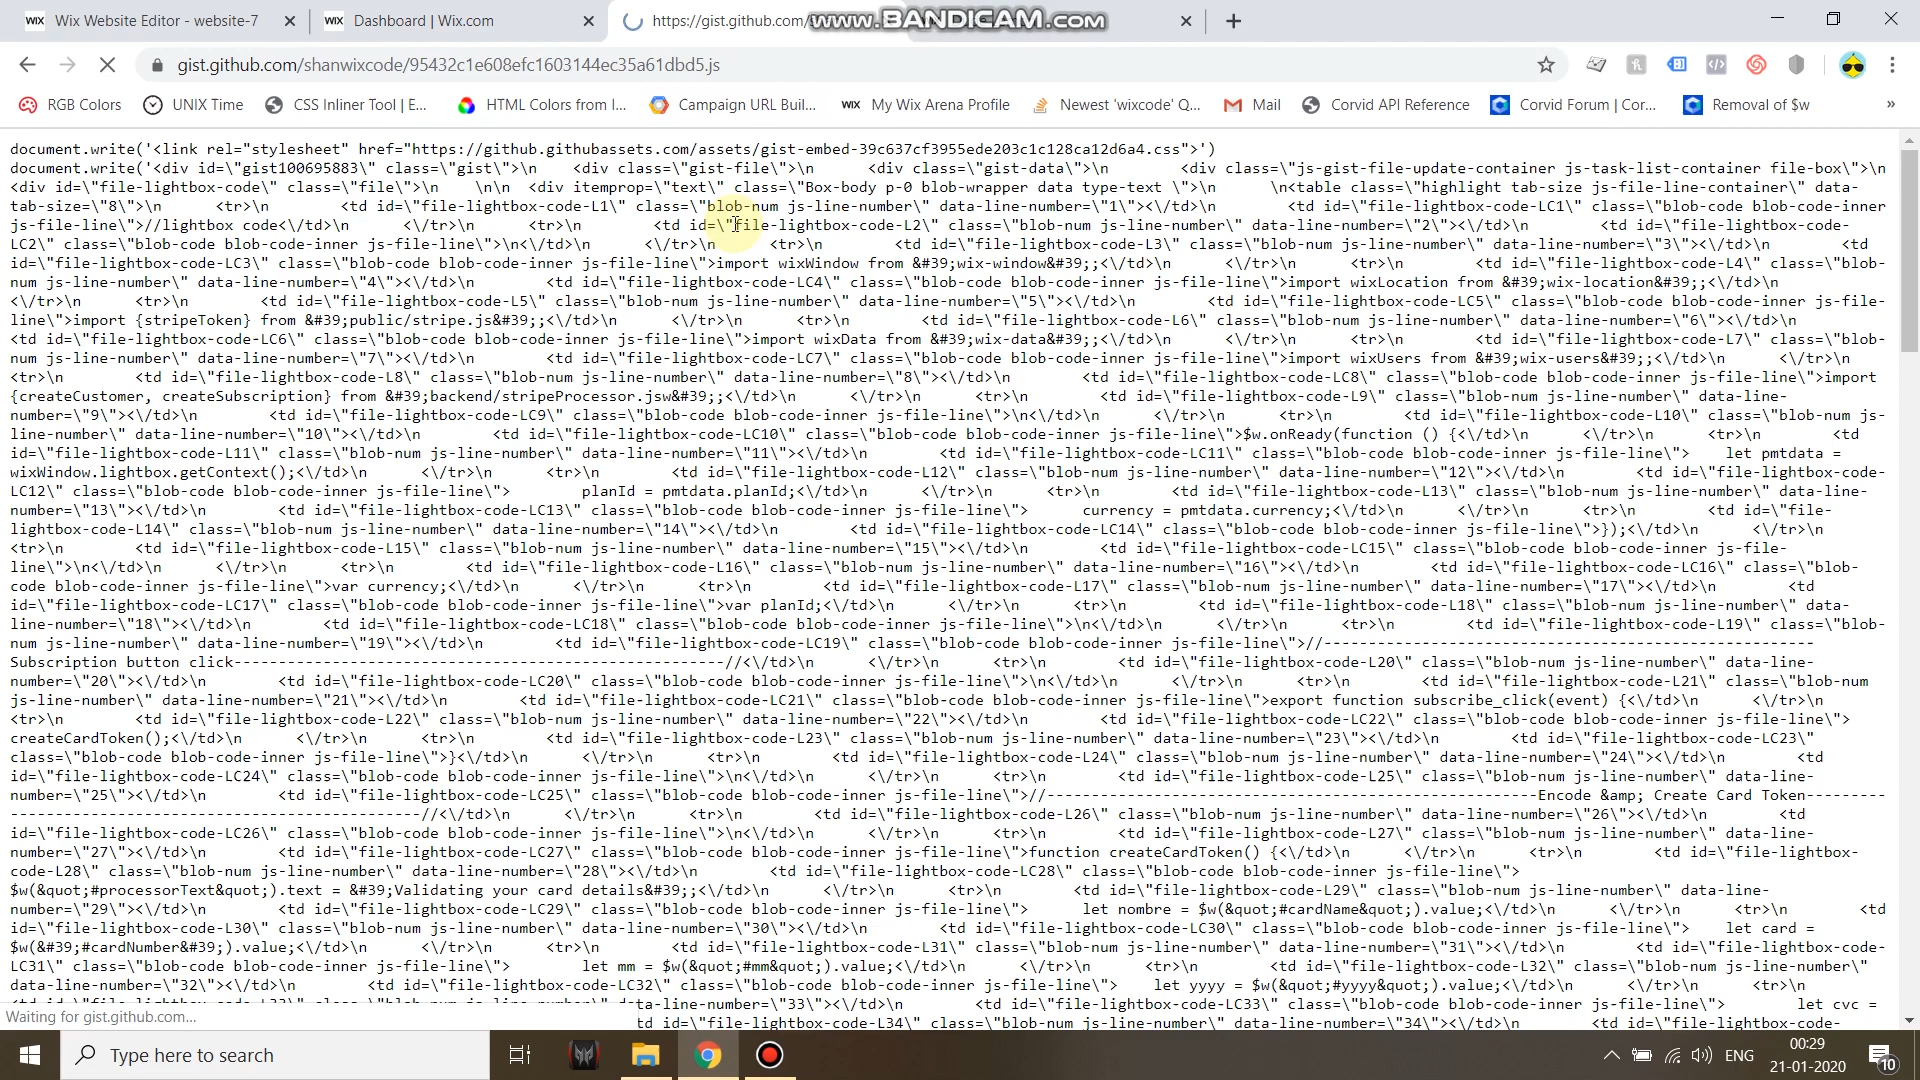 Wix Website Editor - website-7
Dashboard | Wix.com
https://gist.github.com/
www.BANDICAM.com
gist.github.com/shanwixcode/95432c1e608efc1603144ec35a61dbd5.js
RGB Colors
UNIX Time
CSS Inliner Tool | E...
HTML Colors from I...
Campaign URL Buil...
My Wix Arena Profile
Newest 'wixcode' Q...
Mail
Corvid API Reference
Corvid Forum | Cor...
Removal of $w
document.write('<link rel="stylesheet" href="https://github.githubassets.com/assets/gist-embed-39c637cf3955ede203c1c128ca12d6a4.css">')
document.write('<div id=\"gist100695883\" class=\"gist\">\n    <div class=\"gist-file\">\n      <div class=\"gist-data\">\n        <div class=\"js-gist-file-update-container js-task-list-container file-box\">\n
<div id=\"file-lightbox-code\" class=\"file\">\n    \n\n  <div itemprop=\"text\" class=\"Box-body p-0 blob-wrapper data type-text \">\n      \n<table class=\"highlight tab-size js-file-line-container\" data-
tab-size=\"8\">\n      <tr>\n        <td id=\"file-lightbox-code-L1\" class=\"blob-num js-line-number\" data-line-number=\"1\"><\/td>\n        <td id=\"file-lightbox-code-LC1\" class=\"blob-code blob-code-inner
js-file-line\">//lightbox code<\/td>\n      <\/tr>\n      <tr>\n        <td id=\"file-lightbox-code-L2\" class=\"blob-num js-line-number\" data-line-number=\"2\"><\/td>\n        <td id=\"file-lightbox-code-
LC2\" class=\"blob-code blob-code-inner js-file-line\">\n<\/td>\n      <\/tr>\n      <tr>\n        <td id=\"file-lightbox-code-L3\" class=\"blob-num js-line-number\" data-line-number=\"3\"><\/td>\n        <td
id=\"file-lightbox-code-LC3\" class=\"blob-code blob-code-inner js-file-line\">import wixWindow from &#39;wix-window&#39;;<\/td>\n      <\/tr>\n      <tr>\n        <td id=\"file-lightbox-code-L4\" class=\"blob-
num js-line-number\" data-line-number=\"4\"><\/td>\n        <td id=\"file-lightbox-code-LC4\" class=\"blob-code blob-code-inner js-file-line\">import wixLocation from &#39;wix-location&#39;;<\/td>\n
<\/tr>\n      <tr>\n        <td id=\"file-lightbox-code-L5\" class=\"blob-num js-line-number\" data-line-number=\"5\"><\/td>\n        <td id=\"file-lightbox-code-LC5\" class=\"blob-code blob-code-inner js-file-
line\">import {stripeToken} from &#39;public/stripe.js&#39;;<\/td>\n      <\/tr>\n      <tr>\n        <td id=\"file-lightbox-code-L6\" class=\"blob-num js-line-number\" data-line-number=\"6\"><\/td>\n
<td id=\"file-lightbox-code-LC6\" class=\"blob-code blob-code-inner js-file-line\">import wixData from &#39;wix-data&#39;;<\/td>\n      <\/tr>\n      <tr>\n        <td id=\"file-lightbox-code-L7\" class=\"blob-
num js-line-number\" data-line-number=\"7\"><\/td>\n        <td id=\"file-lightbox-code-LC7\" class=\"blob-code blob-code-inner js-file-line\">import wixUsers from &#39;wix-users&#39;;<\/td>\n      <\/tr>\n
<tr>\n        <td id=\"file-lightbox-code-L8\" class=\"blob-num js-line-number\" data-line-number=\"8\"><\/td>\n        <td id=\"file-lightbox-code-LC8\" class=\"blob-code blob-code-inner js-file-line\">import
{createCustomer, createSubscription} from &#39;backend/stripeProcessor.jsw&#39;;<\/td>\n      <\/tr>\n      <tr>\n        <td id=\"file-lightbox-code-L9\" class=\"blob-num js-line-number\" data-line-
number=\"9\"><\/td>\n        <td id=\"file-lightbox-code-LC9\" class=\"blob-code blob-code-inner js-file-line\">\n<\/td>\n      <\/tr>\n      <tr>\n        <td id=\"file-lightbox-code-L10\" class=\"blob-num js-
line-number\" data-line-number=\"10\"><\/td>\n        <td id=\"file-lightbox-code-LC10\" class=\"blob-code blob-code-inner js-file-line\">$w.onReady(function () {<\/td>\n      <\/tr>\n      <tr>\n        <td
id=\"file-lightbox-code-L11\" class=\"blob-num js-line-number\" data-line-number=\"11\"><\/td>\n        <td id=\"file-lightbox-code-LC11\" class=\"blob-code blob-code-inner js-file-line\">    let pmtdata =
wixWindow.lightbox.getContext();<\/td>\n      <\/tr>\n      <tr>\n        <td id=\"file-lightbox-code-L12\" class=\"blob-num js-line-number\" data-line-number=\"12\"><\/td>\n        <td id=\"file-lightbox-code-
LC12\" class=\"blob-code blob-code-inner js-file-line\">        planId = pmtdata.planId;<\/td>\n      <\/tr>\n      <tr>\n        <td id=\"file-lightbox-code-L13\" class=\"blob-num js-line-number\" data-line-
number=\"13\"><\/td>\n        <td id=\"file-lightbox-code-LC13\" class=\"blob-code blob-code-inner js-file-line\">      currency = pmtdata.currency;<\/td>\n      <\/tr>\n      <tr>\n        <td id=\"file-
lightbox-code-L14\" class=\"blob-num js-line-number\" data-line-number=\"14\"><\/td>\n        <td id=\"file-lightbox-code-LC14\" class=\"blob-code blob-code-inner js-file-line\">});<\/td>\n      <\/tr>\n
<tr>\n        <td id=\"file-lightbox-code-L15\" class=\"blob-num js-line-number\" data-line-number=\"15\"><\/td>\n        <td id=\"file-lightbox-code-LC15\" class=\"blob-code blob-code-inner js-file-
line\">\n<\/td>\n      <\/tr>\n      <tr>\n        <td id=\"file-lightbox-code-L16\" class=\"blob-num js-line-number\" data-line-number=\"16\"><\/td>\n        <td id=\"file-lightbox-code-LC16\" class=\"blob-
code blob-code-inner js-file-line\">var currency;<\/td>\n      <\/tr>\n      <tr>\n        <td id=\"file-lightbox-code-L17\" class=\"blob-num js-line-number\" data-line-number=\"17\"><\/td>\n        <td
id=\"file-lightbox-code-LC17\" class=\"blob-code blob-code-inner js-file-line\">var planId;<\/td>\n      <\/tr>\n      <tr>\n        <td id=\"file-lightbox-code-L18\" class=\"blob-num js-line-number\" data-
line-number=\"18\"><\/td>\n        <td id=\"file-lightbox-code-LC18\" class=\"blob-code blob-code-inner js-file-line\">\n<\/td>\n      <\/tr>\n      <tr>\n        <td id=\"file-lightbox-code-L19\" class=\"blob-
num js-line-number\" data-line-number=\"19\"><\/td>\n        <td id=\"file-lightbox-code-LC19\" class=\"blob-code blob-code-inner js-file-line\">//------------------------------------------------------
Subscription button click------------------------------------------------------//<\/td>\n      <\/tr>\n      <tr>\n        <td id=\"file-lightbox-code-L20\" class=\"blob-num js-line-number\" data-line-
number=\"20\"><\/td>\n        <td id=\"file-lightbox-code-LC20\" class=\"blob-code blob-code-inner js-file-line\">\n<\/td>\n      <\/tr>\n      <tr>\n        <td id=\"file-lightbox-code-L21\" class=\"blob-num
js-line-number\" data-line-number=\"21\"><\/td>\n        <td id=\"file-lightbox-code-LC21\" class=\"blob-code blob-code-inner js-file-line\">export function subscribe_click(event) {<\/td>\n      <\/tr>\n
<tr>\n        <td id=\"file-lightbox-code-L22\" class=\"blob-num js-line-number\" data-line-number=\"22\"><\/td>\n        <td id=\"file-lightbox-code-LC22\" class=\"blob-code blob-code-inner js-file-line\">
createCardToken();<\/td>\n      <\/tr>\n      <tr>\n        <td id=\"file-lightbox-code-L23\" class=\"blob-num js-line-number\" data-line-number=\"23\"><\/td>\n        <td id=\"file-lightbox-code-LC23\"
class=\"blob-code blob-code-inner js-file-line\">}<\/td>\n      <\/tr>\n      <tr>\n        <td id=\"file-lightbox-code-L24\" class=\"blob-num js-line-number\" data-line-number=\"24\"><\/td>\n        <td
id=\"file-lightbox-code-LC24\" class=\"blob-code blob-code-inner js-file-line\">\n<\/td>\n      <\/tr>\n      <tr>\n        <td id=\"file-lightbox-code-L25\" class=\"blob-num js-line-number\" data-line-
number=\"25\"><\/td>\n        <td id=\"file-lightbox-code-LC25\" class=\"blob-code blob-code-inner js-file-line\">//------------------------------------------------------Encode &amp; Create Card Token---------
---------------------------------------------//<\/td>\n      <\/tr>\n      <tr>\n        <td id=\"file-lightbox-code-L26\" class=\"blob-num js-line-number\" data-line-number=\"26\"><\/td>\n        <td
id=\"file-lightbox-code-LC26\" class=\"blob-code blob-code-inner js-file-line\">\n<\/td>\n      <\/tr>\n      <tr>\n        <td id=\"file-lightbox-code-L27\" class=\"blob-num js-line-number\" data-line-
number=\"27\"><\/td>\n        <td id=\"file-lightbox-code-LC27\" class=\"blob-code blob-code-inner js-file-line\">function createCardToken() {<\/td>\n      <\/tr>\n      <tr>\n        <td id=\"file-lightbox-
code-L28\" class=\"blob-num js-line-number\" data-line-number=\"28\"><\/td>\n        <td id=\"file-lightbox-code-LC28\" class=\"blob-code blob-code-inner js-file-line\">
$w(&quot;#processorText&quot;).text = &#39;Validating your card details&#39;;<\/td>\n      <\/tr>\n      <tr>\n        <td id=\"file-lightbox-code-L29\" class=\"blob-num js-line-number\" data-line-
number=\"29\"><\/td>\n        <td id=\"file-lightbox-code-LC29\" class=\"blob-code blob-code-inner js-file-line\">      let nombre = $w(&quot;#cardName&quot;).value;<\/td>\n      <\/tr>\n      <tr>\n        <td
id=\"file-lightbox-code-L30\" class=\"blob-num js-line-number\" data-line-number=\"30\"><\/td>\n        <td id=\"file-lightbox-code-LC30\" class=\"blob-code blob-code-inner js-file-line\">    let card =
$w(&#39;#cardNumber&#39;).value;<\/td>\n      <\/tr>\n      <tr>\n        <td id=\"file-lightbox-code-L31\" class=\"blob-num js-line-number\" data-line-number=\"31\"><\/td>\n        <td id=\"file-lightbox-code-
LC31\" class=\"blob-code blob-code-inner js-file-line\">        let mm = $w(&quot;#mm&quot;).value;<\/td>\n      <\/tr>\n      <tr>\n        <td id=\"file-lightbox-code-L32\" class=\"blob-num js-line-number\"
data-line-number=\"32\"><\/td>\n        <td id=\"file-lightbox-code-LC32\" class=\"blob-code blob-code-inner js-file-line\">    let yyyy = $w(&quot;#yyyy&quot;).value;<\/td>\n      <\/tr>\n      <tr>\n
ta-line-number=\"33\"><\/td>\n        <td id=\"file-lightbox-code-LC33\" class=\"blob-code blob-code-inner js-file-line\">        let cvc =
Waiting for gist.github.com...
td id=\"file-lightbox-code-L34\" class=\"blob-num js-line-number\" data-line-number=\"34\"><\/td>\n        <td id=\"file-lightbox-code-
Type here to search
ENG
00:29
21-01-2020
10